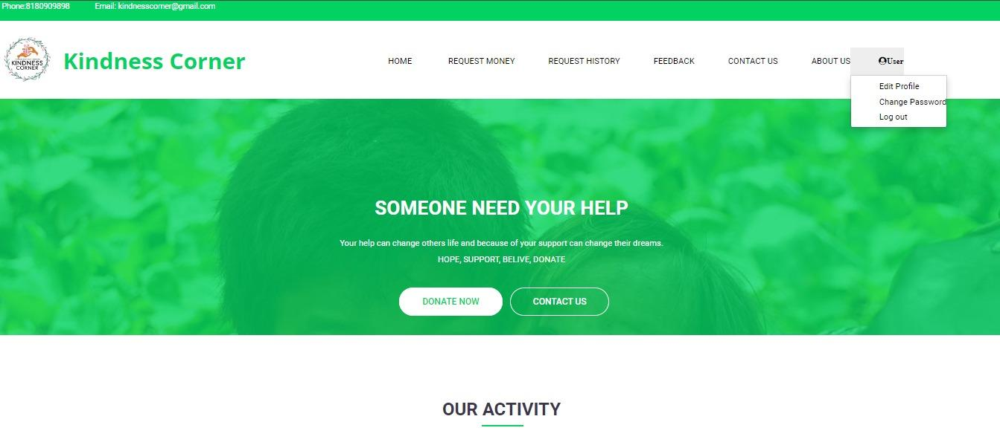 Phone:8180909898 Email: kindnesscorner@gmail.com
KINDNESS
CORNER
Kindness Corner
HOME REQUEST MONEY REQUEST HISTORY FEEDBACK CONTACT US ABOUT US User
Edit Profile
Change Password
Log out
SOMEONE NEED YOUR HELP
Your help can change others life and because of your support can change their dreams.
HOPE, SUPPORT, BELIVE, DONATE
DONATE NOW CONTACT US
OUR ACTIVITY